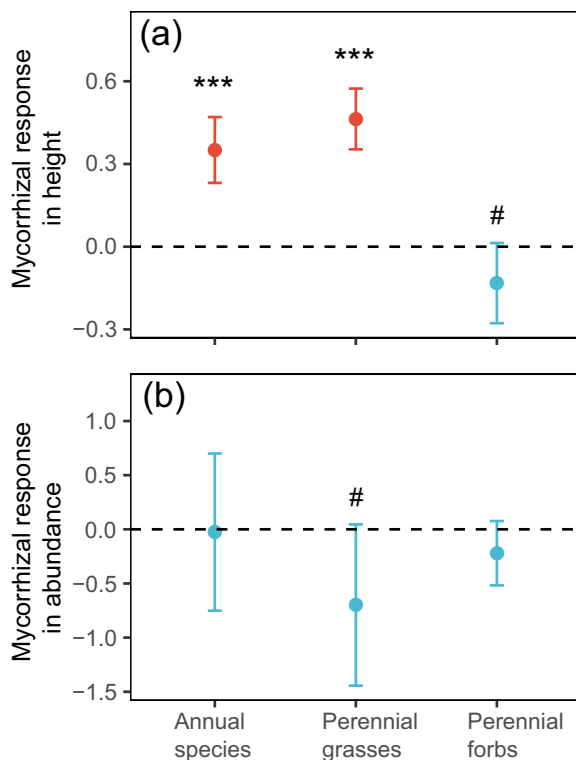 (a)
Mycorrhizal response
in height
0.6
0.3
0.0
−0.3
***
***
#
(b)
Mycorrhizal response
in abundance
1.0
0.5
0.0
−0.5
−1.0
−1.5
#
Annual
species
Perennial
grasses
Perennial
forbs